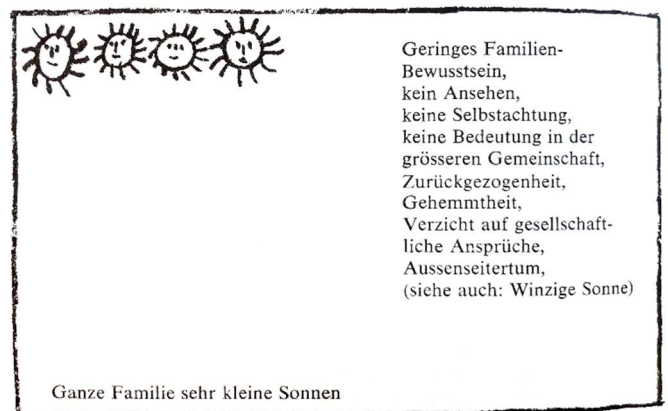 Geringes Familien-
Bewusstsein,
kein Ansehen,
keine Selbstachtung,
keine Bedeutung in der
grösseren Gemeinschaft,
Zurückgezogenheit,
Gehemmtheit,
Verzicht auf gesellschaft-
liche Ansprüche,
Aussenseitertum,
(siehe auch: Winzige Sonne)
Ganze Familie sehr kleine Sonnen